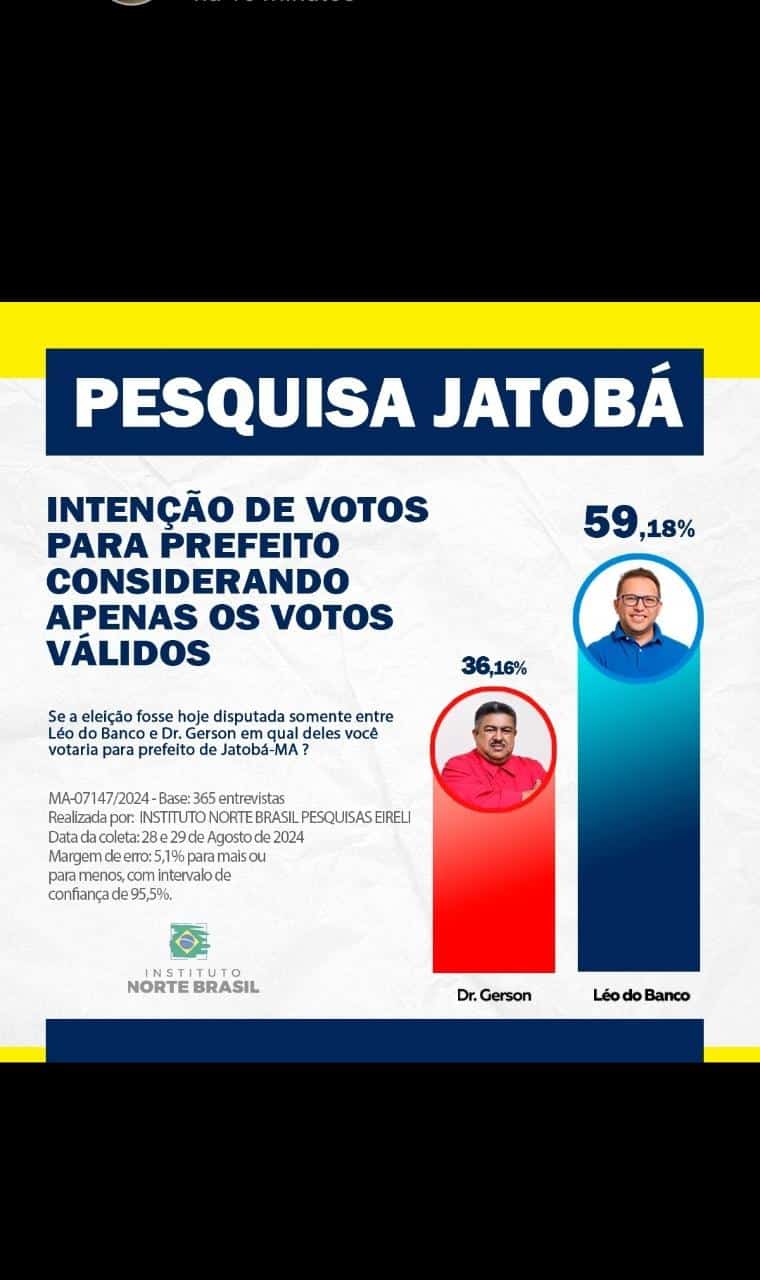 PESQUISA JATOBÁ
INTENÇÃO DE VOTOS
PARA PREFEITO
CONSIDERANDO
APENAS OS VOTOS
VÁLIDOS
Se a eleição fosse hoje disputada somente entre
Léo do Banco e Dr. Gerson em qual deles você
votaria para prefeito de Jatobá-MA ?
MA-07147/2024 - Base: 365 entrevistas
Realizada por: INSTITUTO NORTE BRASIL PESQUISAS EIRELI
Data da coleta: 28 e 29 de Agosto de 2024
Margem de erro: 5,1% para mais ou
para menos, com intervalo de
confiança de 95,5%.
INSTITUTO
NORTE BRASIL
36,16%
Dr. Gerson
59,18%
Léo do Banco